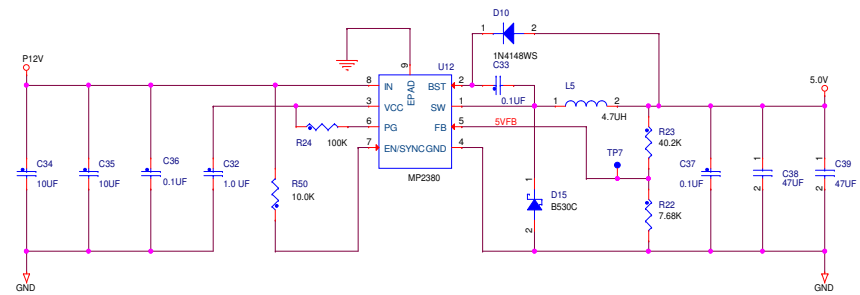 D10
1
2
1N4148WS
P12V
9
U12
C33
L5
5.0V
8
IN
EPAD
BST
2
0.1UF
3
VCC
SW
1
1
2
4.7UH
6
PG
FB
5
5VFB
R23
40.2K
R24
100K
7
EN/SYNC
GND
4
TP7
MP2380
C34
10UF
C35
10UF
C36
0.1UF
C32
1.0 UF
R50
10.0K
1
D15
B530C
2
R22
7.68K
C37
0.1UF
1
C38
47UF
2
1
C39
47UF
2
GND
GND